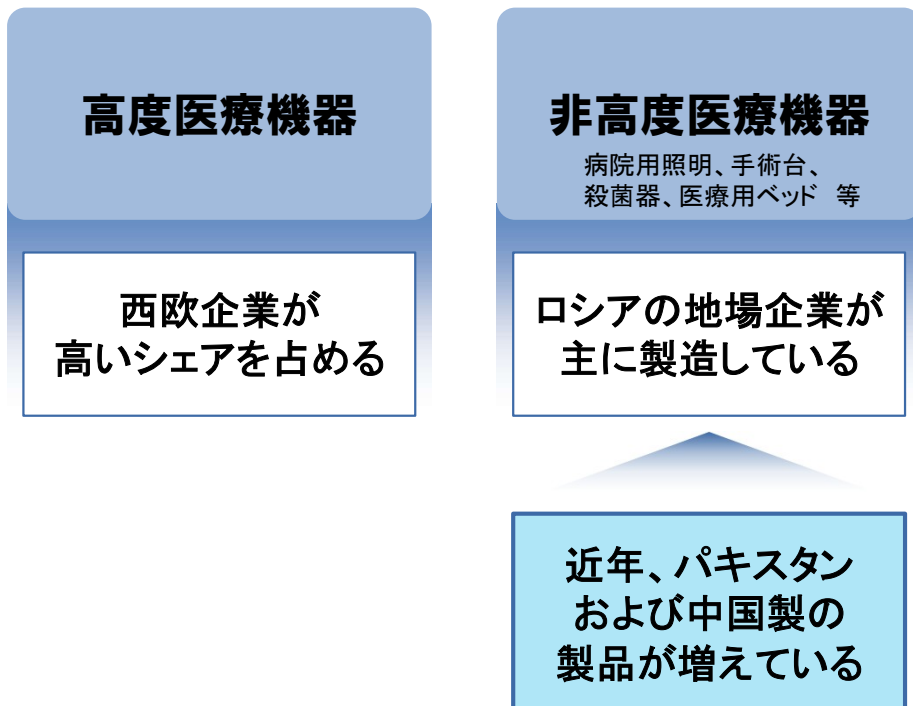 高度医療機器
西欧企業が
高いシェアを占める
非高度医療機器
病院用照明、手術台、
殺菌器、医療用ベッド 等
ロシアの地場企業が
主に製造している
近年、パキスタン
および中国製の
製品が増えている